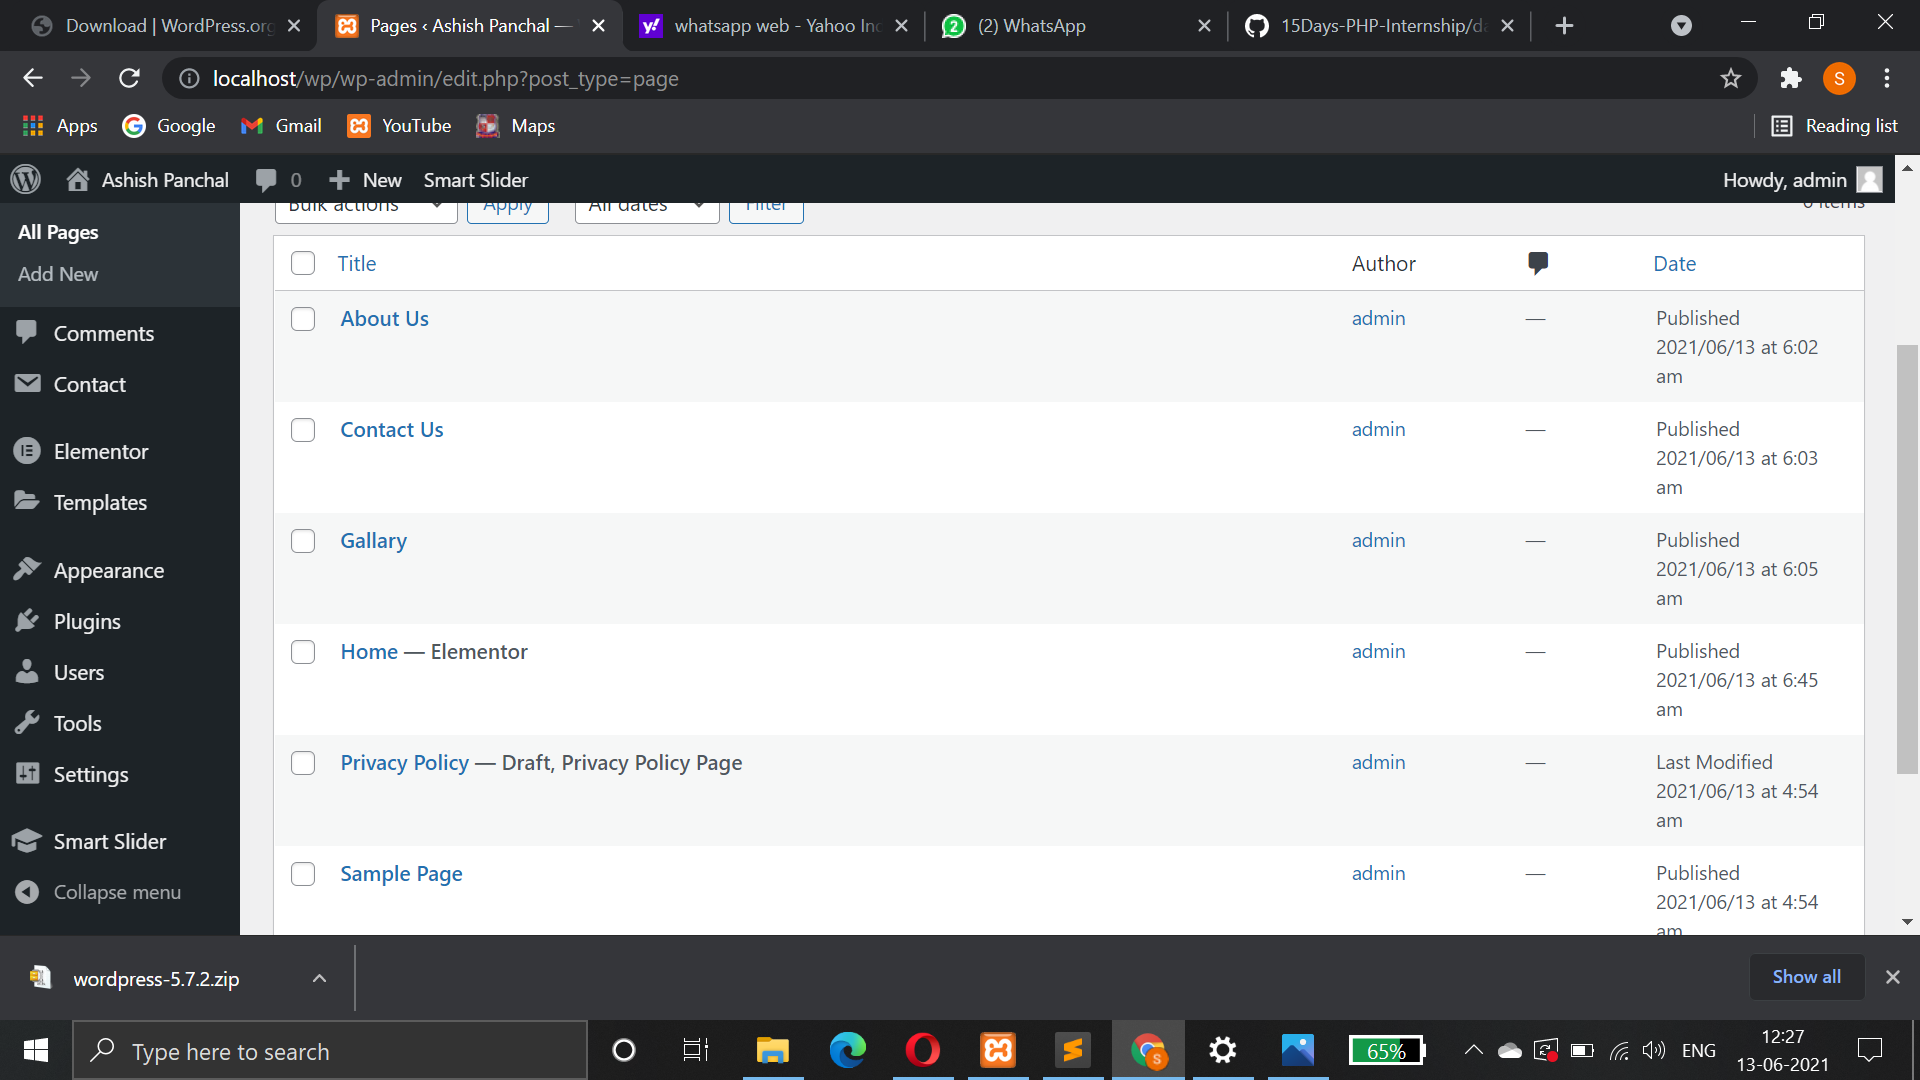 Download | WordPress.org
Pages ‹ Ashish Panchal —
whatsapp web - Yahoo Inc
(2) WhatsApp
15Days-PHP-Internship/da
localhost/wp/wp-admin/edit.php?post_type=page
S
Apps
Google
Gmail
YouTube
Maps
Reading list
Ashish Panchal
0
New
Smart Slider
Howdy, admin
Bulk actions
Apply
All dates
Filter
6 items
All Pages
Add New
Comments
Contact
Elementor
Templates
Appearance
Plugins
Users
Tools
Settings
Smart Slider
Collapse menu
Title
Author
Date
About Us
admin
—
Published
2021/06/13 at 6:02
am
Contact Us
admin
—
Published
2021/06/13 at 6:03
am
Gallary
admin
—
Published
2021/06/13 at 6:05
am
Home — Elementor
admin
—
Published
2021/06/13 at 6:45
am
Privacy Policy — Draft, Privacy Policy Page
admin
—
Last Modified
2021/06/13 at 4:54
am
Sample Page
admin
—
Published
2021/06/13 at 4:54
am
wordpress-5.7.2.zip
Show all
Type here to search
65%
ENG
12:27
13-06-2021